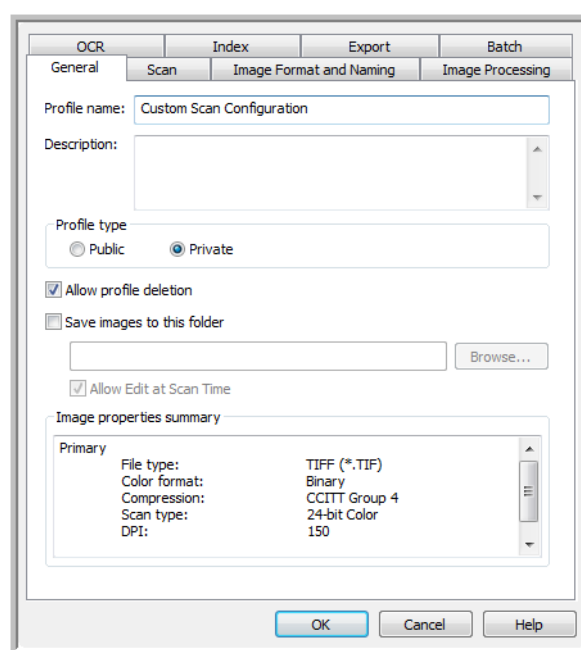 OCR Index Export Batch
General Scan Image Format and Naming Image Processing
Profile name: Custom Scan Configuration
Description:
Profile type
Public Private
Allow profile deletion
Save images to this folder
Browse...
Allow Edit at Scan Time
Image properties summary
Primary
File type: TIFF (*.TIF)
Color format: Binary
Compression: CCITT Group 4
Scan type: 24-bit Color
DPI: 150
OK Cancel Help